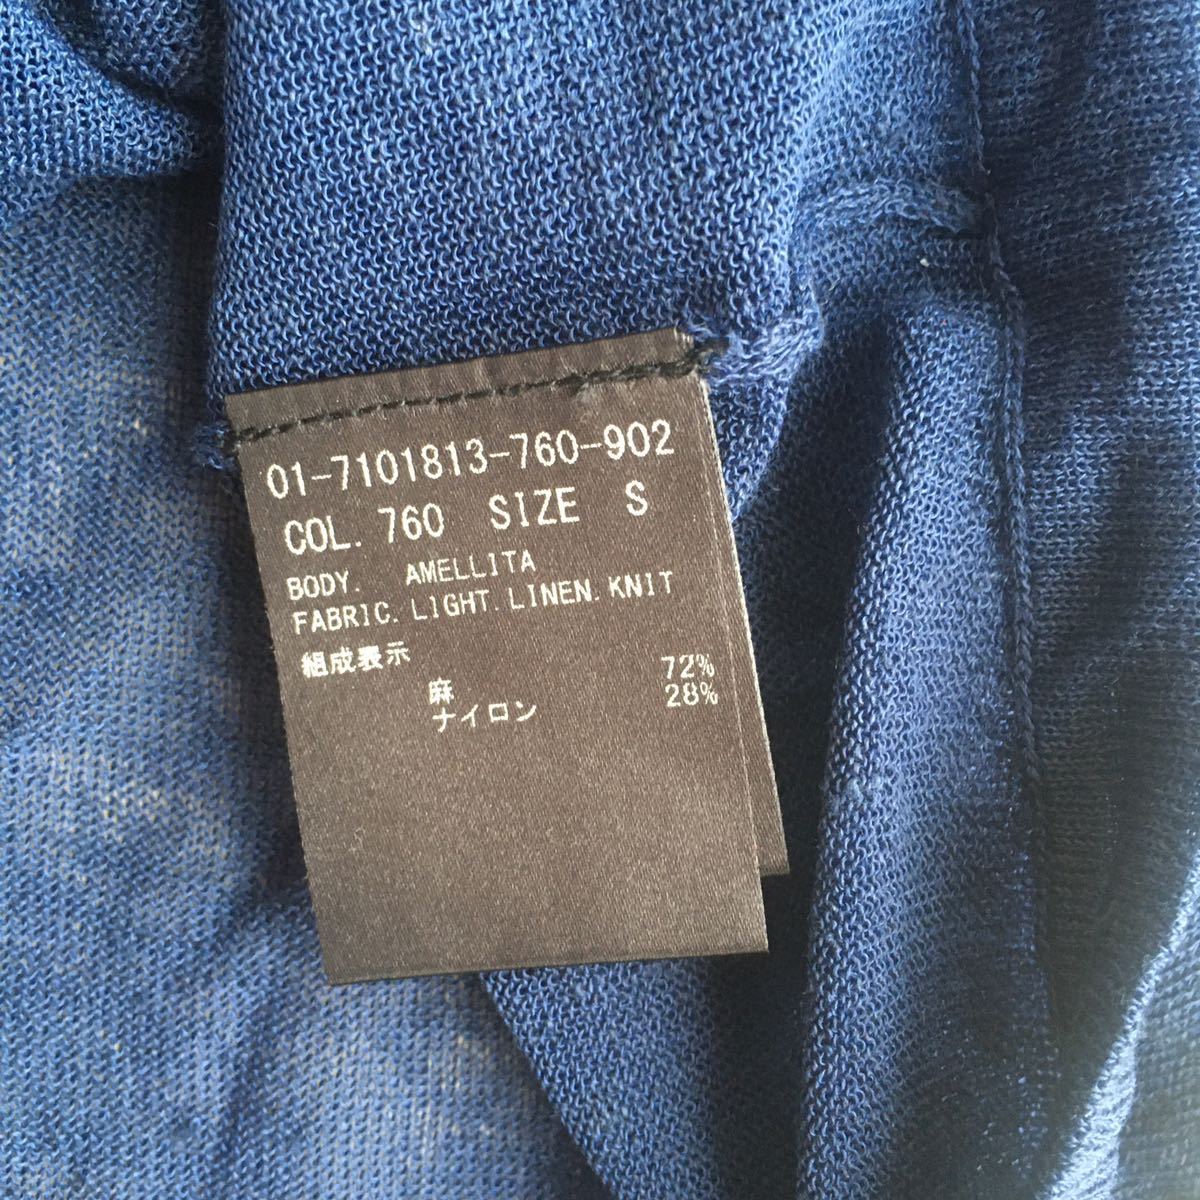 01-7101813-760-902
COL. 760 SIZE S
BODY. AMELLITA
FABRIC. LIGHT. LINEN. KNIT
組成表示
麻 72%
ナイロン 28%